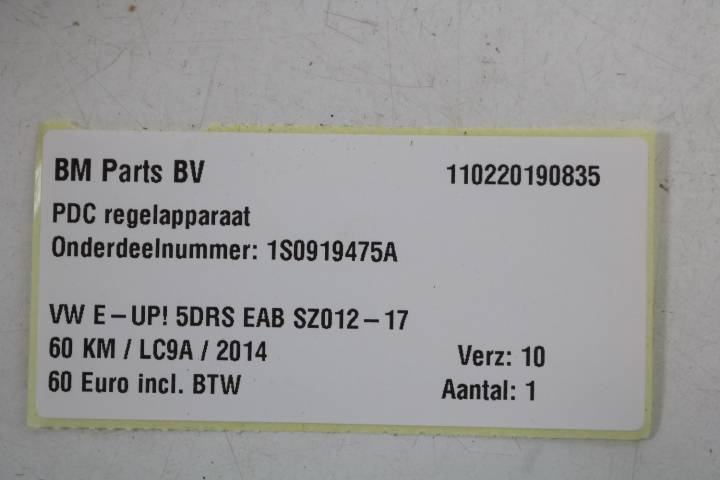 BM Parts BV 110220190835
PDC regelapparaat
Onderdeelnummer: 1S0919475A
VW E-UP! 5DRS EAB SZ012-17
60 KM / LC9A / 2014 Verz: 10
60 Euro incl. BTW Aantal: 1